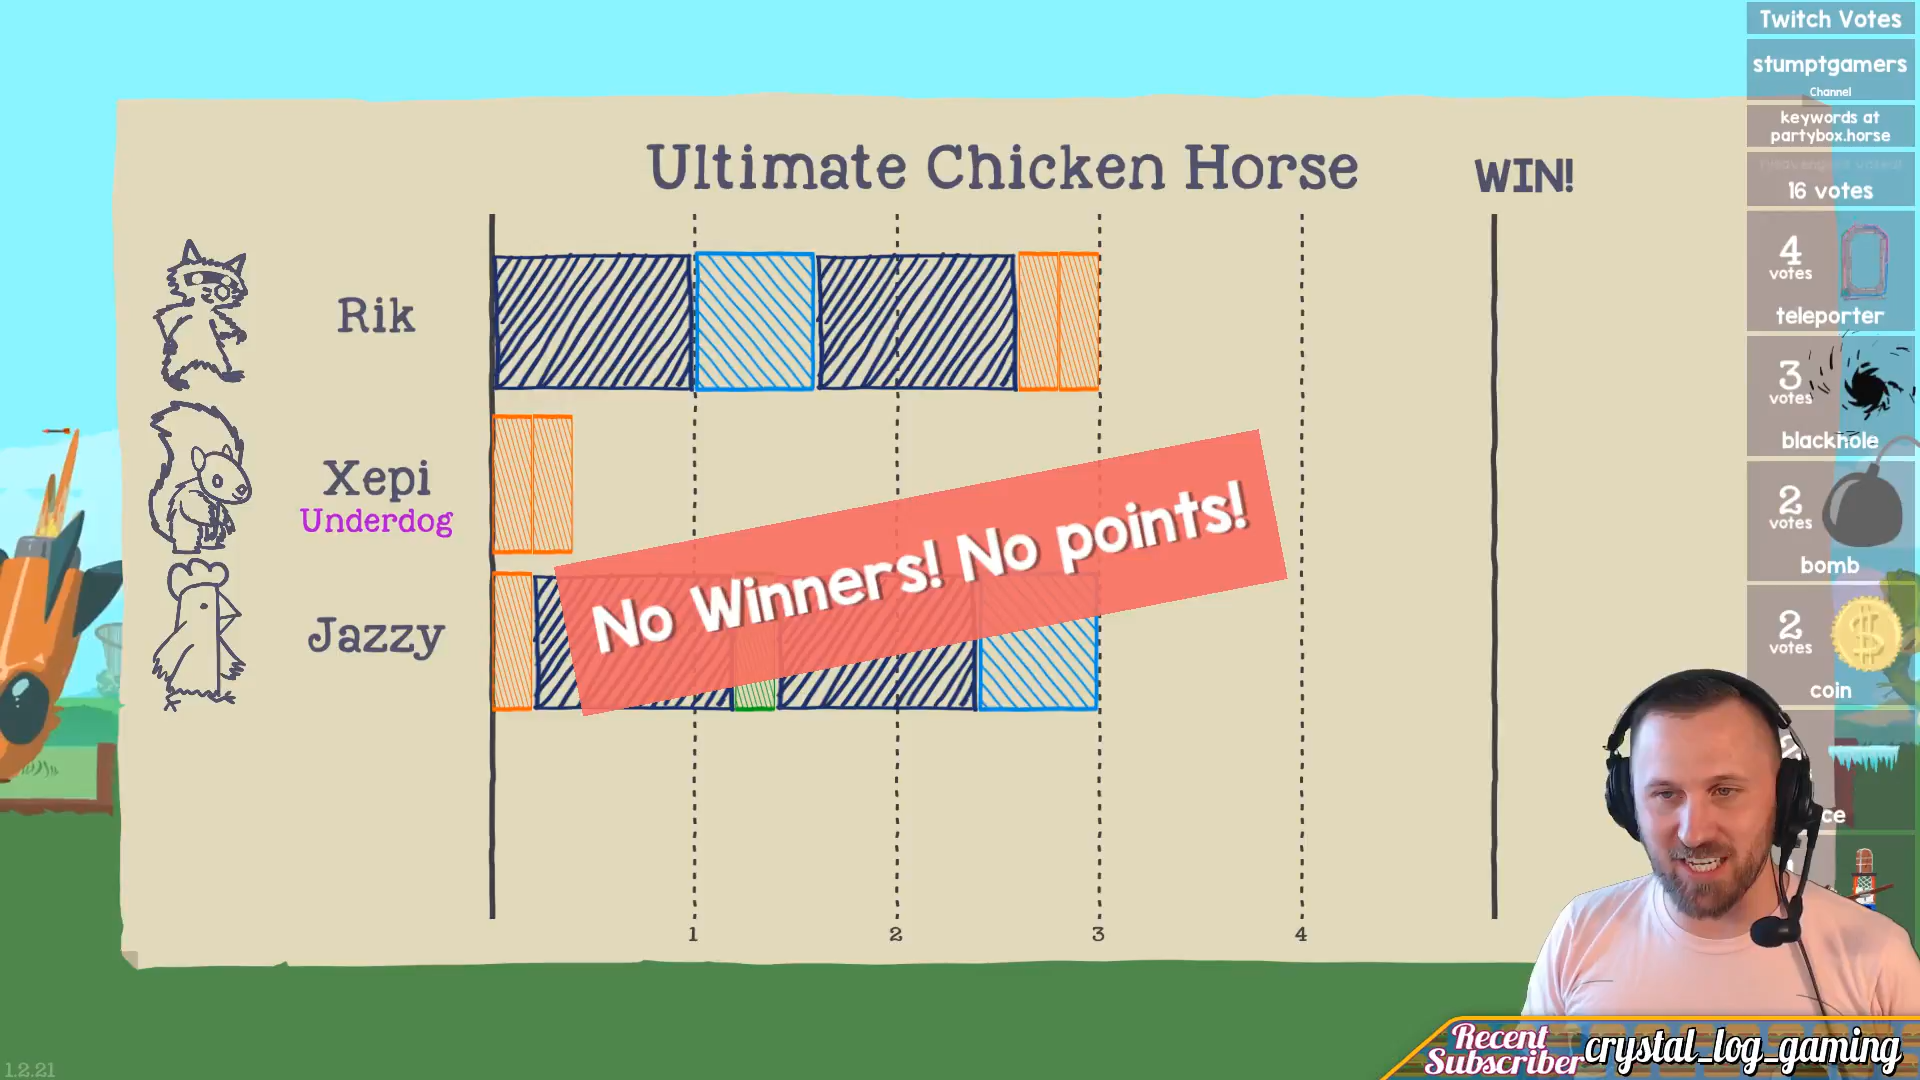 Ultimate Chicken Horse
WIN!
Rik
Xepi
Underdog
Jazzy
No Winners! No points!
1
2
3
4
Twitch Votes
stumptgamers
Channel
keywords at
partybox.horse
16 votes
4
votes
teleporter
3
votes
blackhole
2
votes
bomb
2
votes
coin
Recent
Subscriber
crystal_log_gaming
1.2.21